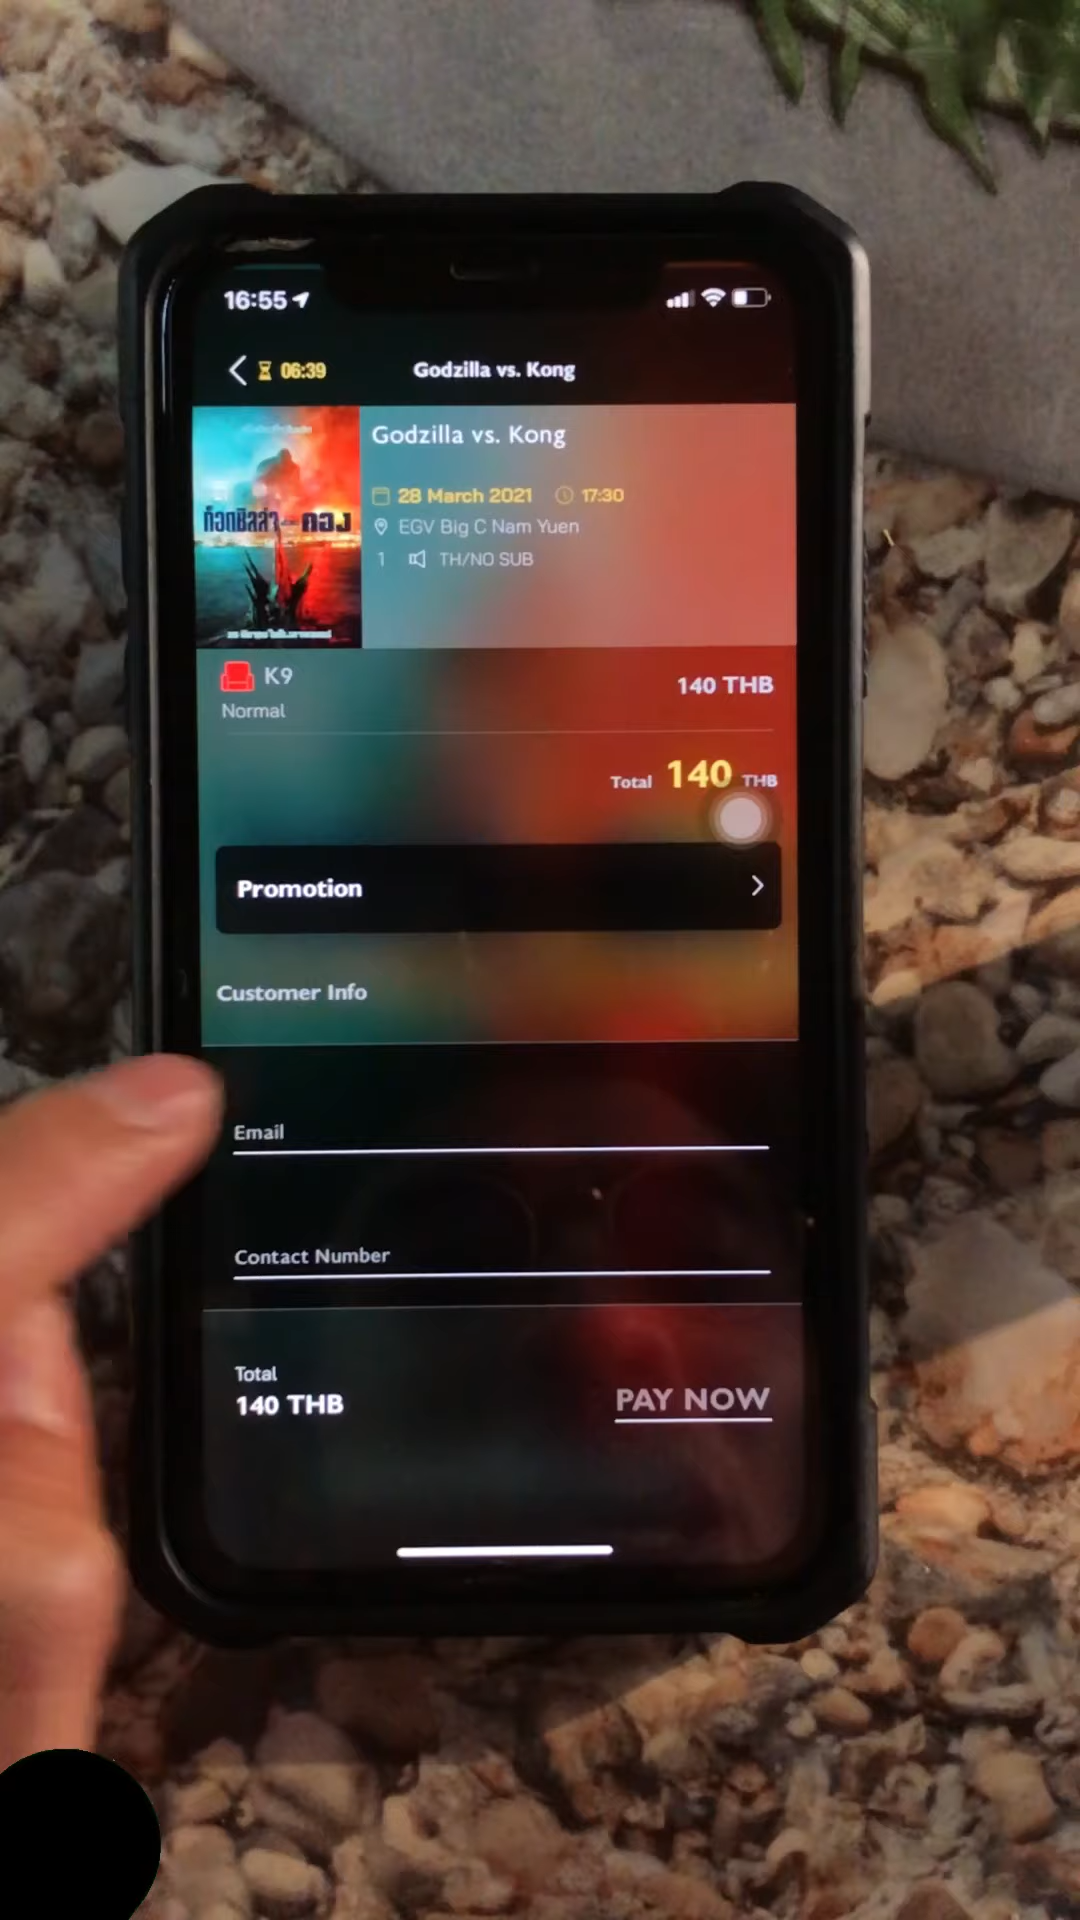 16:55
06:39 Godzilla vs. Kong
Godzilla vs. Kong
28 March 2021 17:30
EGV Big C Nam Yuen
1 TH/NO SUB
ก็อดซิลล่า คอง
K9
140 THB
Normal
Total 140 THB
Promotion
Customer Info
Email
Contact Number
Total
140 THB
PAY NOW